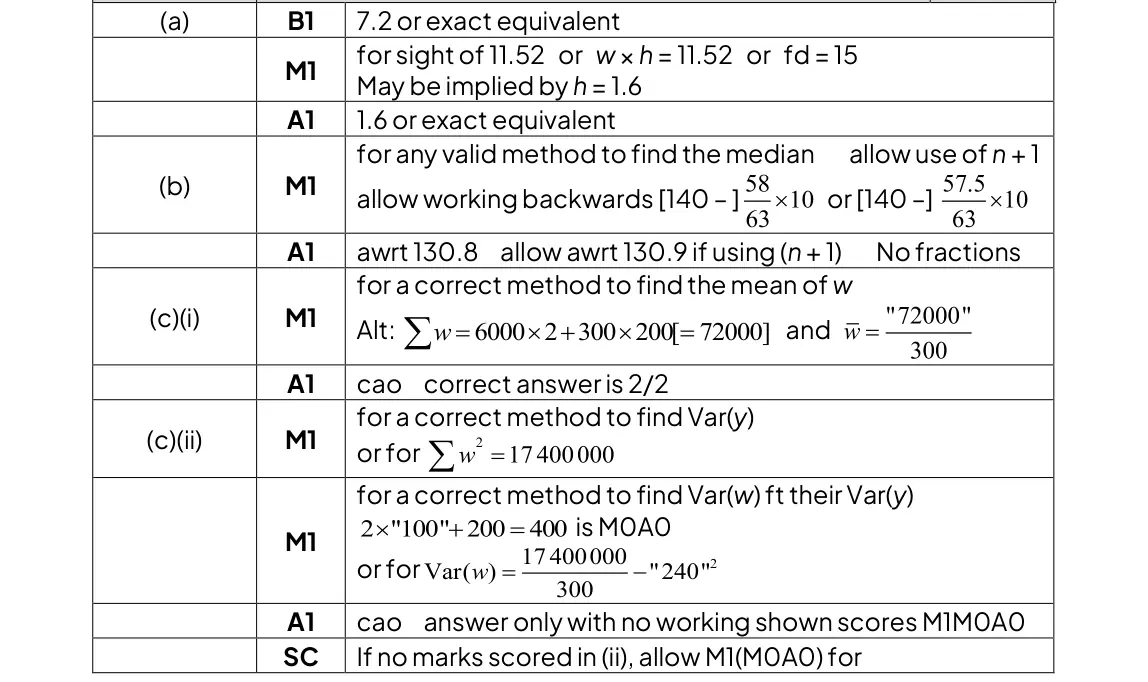 (a) B1 7.2 or exact equivalent
for sight of 11.52 or w × h = 11.52 or fd = 15
M1
May be implied by h = 1.6
A1 1.6 or exact equivalent
for any valid method to find the median allow use of n + 1
(b) M1
allow working backwards [140 – ] 58/63 ×10 or [140 –] 57.5/63 ×10
A1 awrt 130.8 allow awrt 130.9 if using (n + 1) No fractions
for a correct method to find the mean of w
(c)(i) M1
Alt: ∑w = 6000×2+300×200[= 72000] and w̅ = "72000"/300
A1 cao correct answer is 2/2
for a correct method to find Var(y)
(c)(ii) M1
or for ∑w² = 17 400 000
for a correct method to find Var(w) ft their Var(y)
2×"100"+ 200 = 400 is M0A0
M1
or for Var(w) = 17 400 000/300 – "240"²
A1 cao answer only with no working shown scores M1M0A0
SC If no marks scored in (ii), allow M1(M0A0) for